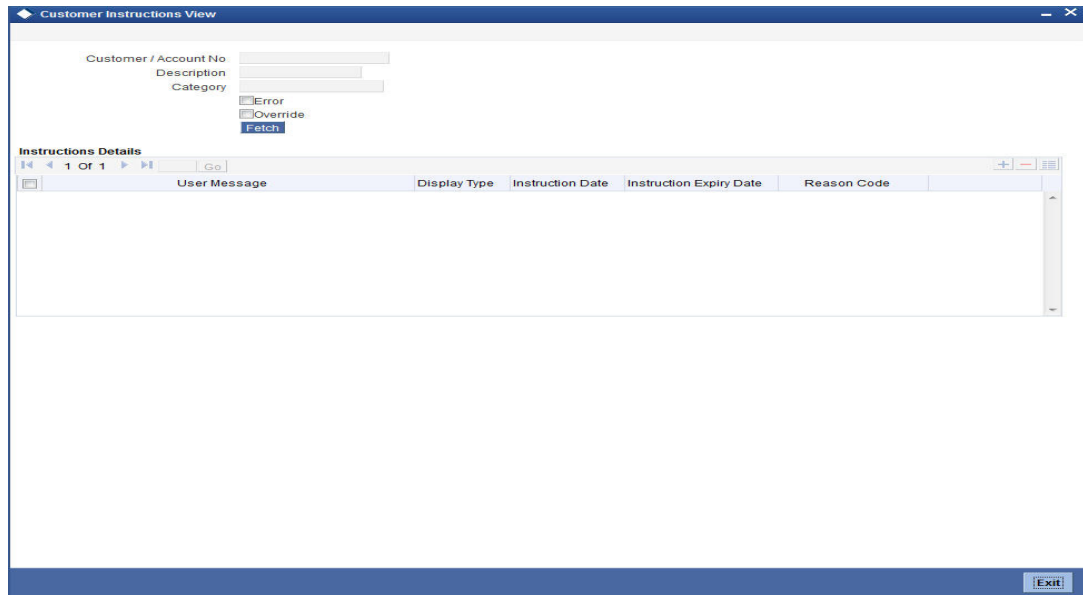 Customer Instructions View
Customer / Account No
Description
Category
Error
Override
Fetch
Instructions Details
1 Of 1 Go
User Message Display Type Instruction Date Instruction Expiry Date Reason Code
Exit